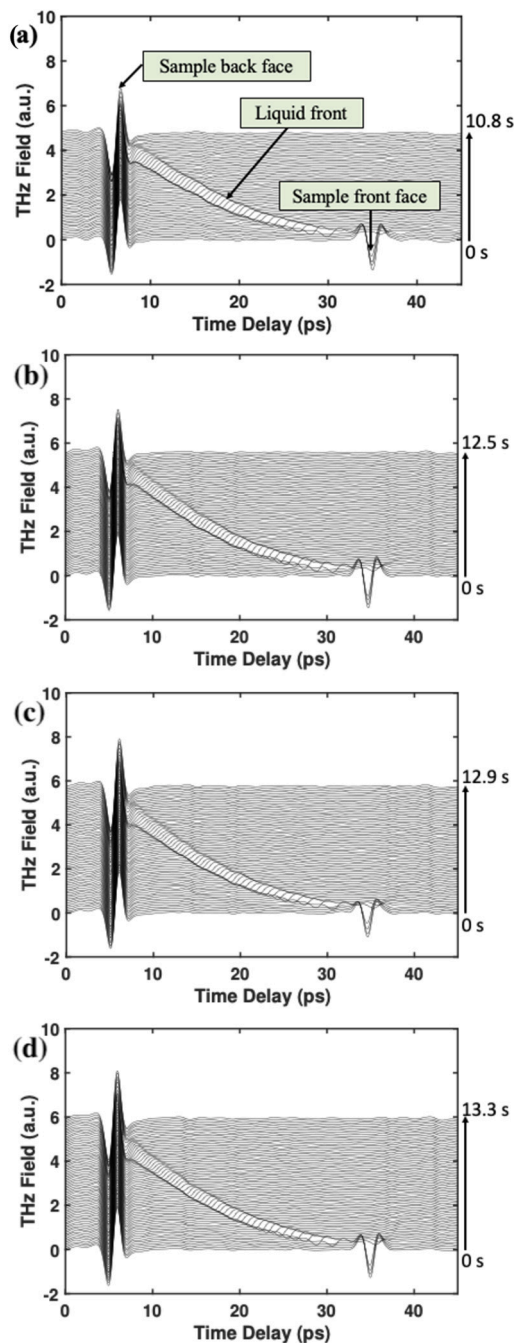 (a)
10
8
6
4
2
0
-2
THz Field (a.u.)
Sample back face
Liquid front
Sample front face
10.8 s
0 s
0 10 20 30 40
Time Delay (ps)
(b)
10
8
6
4
2
0
-2
THz Field (a.u.)
12.5 s
0 s
0 10 20 30 40
Time Delay (ps)
(c)
10
8
6
4
2
0
-2
THz Field (a.u.)
12.9 s
0 s
0 10 20 30 40
Time Delay (ps)
(d)
10
8
6
4
2
0
-2
THz Field (a.u.)
13.3 s
0 s
0 10 20 30 40
Time Delay (ps)